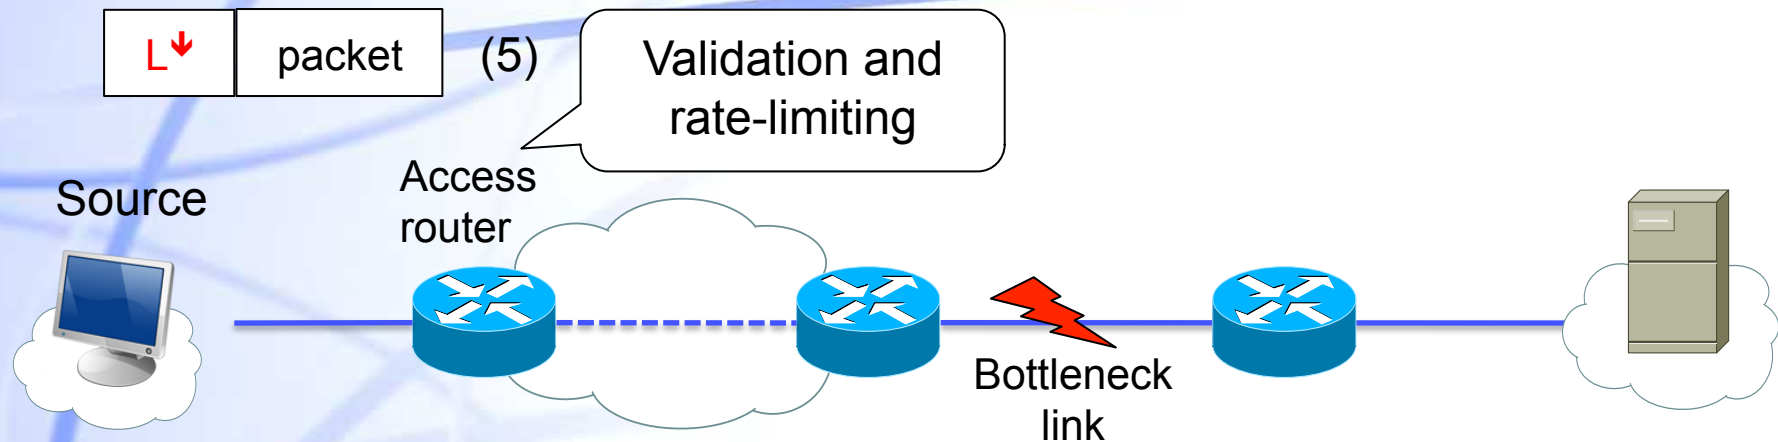 L↓ packet (5)
Validation and
rate-limiting
Access
router
Source
Bottleneck
link